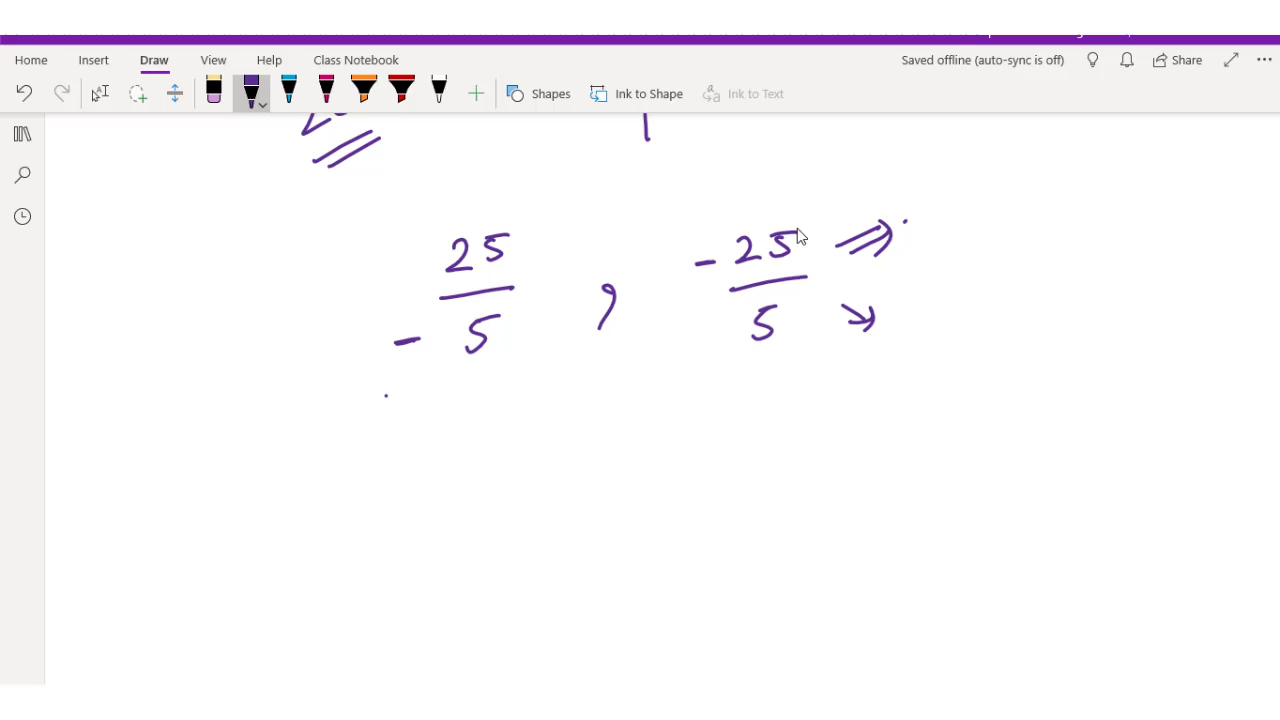 Home Insert Draw View Help Class Notebook Saved offline (auto-sync is off) Share
Shapes Ink to Shape Ink to Text
25 , -25 ⇒
-5 5 →